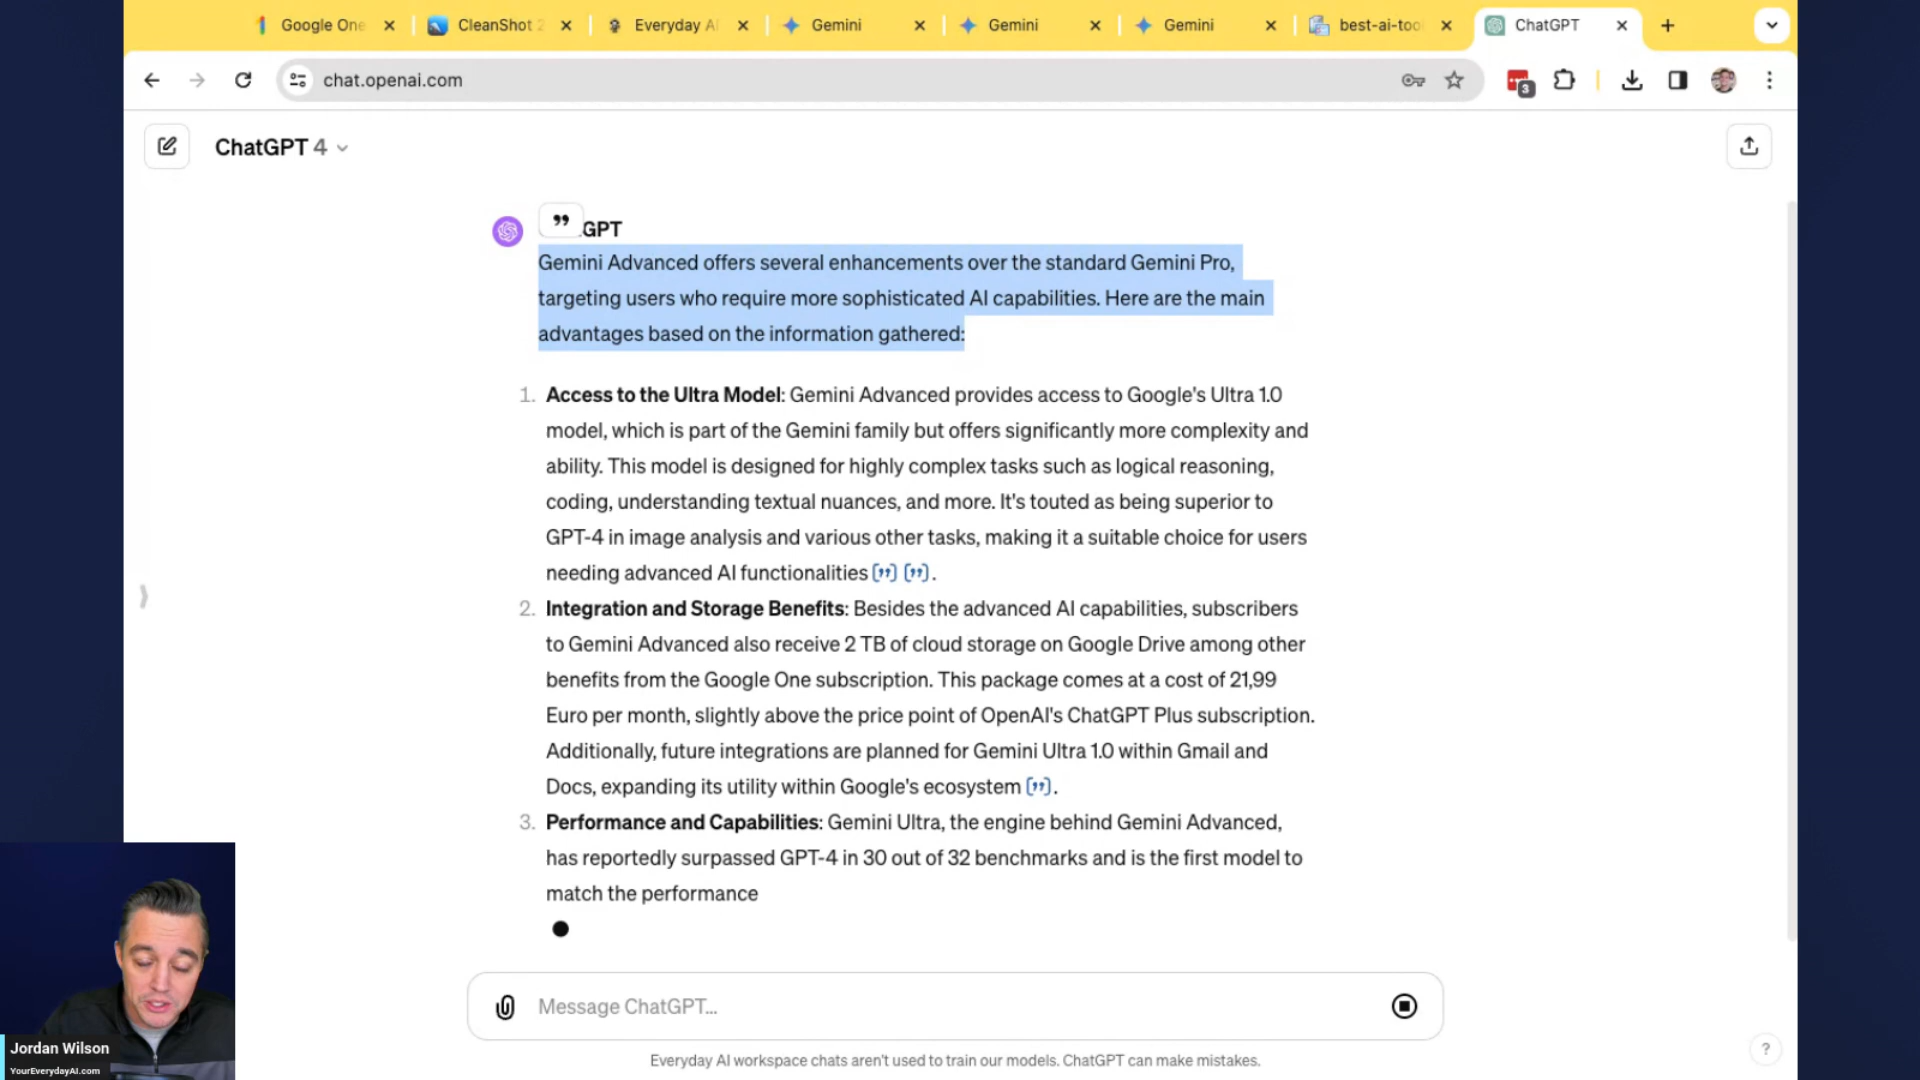 Google One
CleanShot 2
Everyday AI
Gemini
Gemini
Gemini
best-ai-too
ChatGPT
chat.openai.com
3
ChatGPT 4
GPT
Gemini Advanced offers several enhancements over the standard Gemini Pro,
targeting users who require more sophisticated AI capabilities. Here are the main
advantages based on the information gathered:
1. Access to the Ultra Model: Gemini Advanced provides access to Google's Ultra 1.0
model, which is part of the Gemini family but offers significantly more complexity and
ability. This model is designed for highly complex tasks such as logical reasoning,
coding, understanding textual nuances, and more. It's touted as being superior to
GPT-4 in image analysis and various other tasks, making it a suitable choice for users
needing advanced AI functionalities ["] ["].
2. Integration and Storage Benefits: Besides the advanced AI capabilities, subscribers
to Gemini Advanced also receive 2 TB of cloud storage on Google Drive among other
benefits from the Google One subscription. This package comes at a cost of 21,99
Euro per month, slightly above the price point of OpenAI's ChatGPT Plus subscription.
Additionally, future integrations are planned for Gemini Ultra 1.0 within Gmail and
Docs, expanding its utility within Google's ecosystem ["].
3. Performance and Capabilities: Gemini Ultra, the engine behind Gemini Advanced,
has reportedly surpassed GPT-4 in 30 out of 32 benchmarks and is the first model to
match the performance
Message ChatGPT...
Everyday AI workspace chats aren't used to train our models. ChatGPT can make mistakes.
?
Jordan Wilson
YourEverydayAI.com